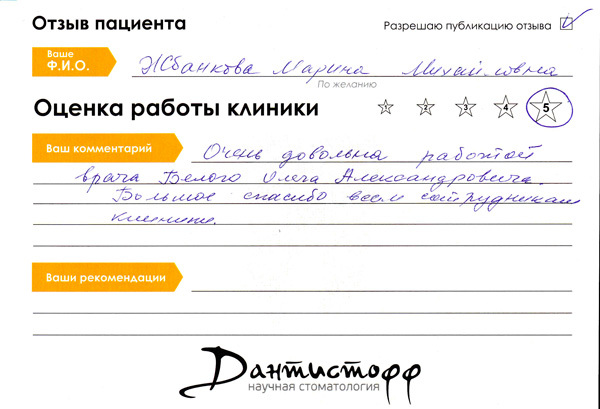 Отзыв пациента
Разрешаю публикацию отзыва
Ваше
Ф.И.О.
Жбанкова Марина Михайловна
По желанию
Оценка работы клиники
1 2 3 4 5
Ваш комментарий
Очень довольна работой
врача Белого Олега Александровича.
Большое спасибо всем сотрудникам
клиники.
Ваши рекомендации
Дантистофф
научная стоматология